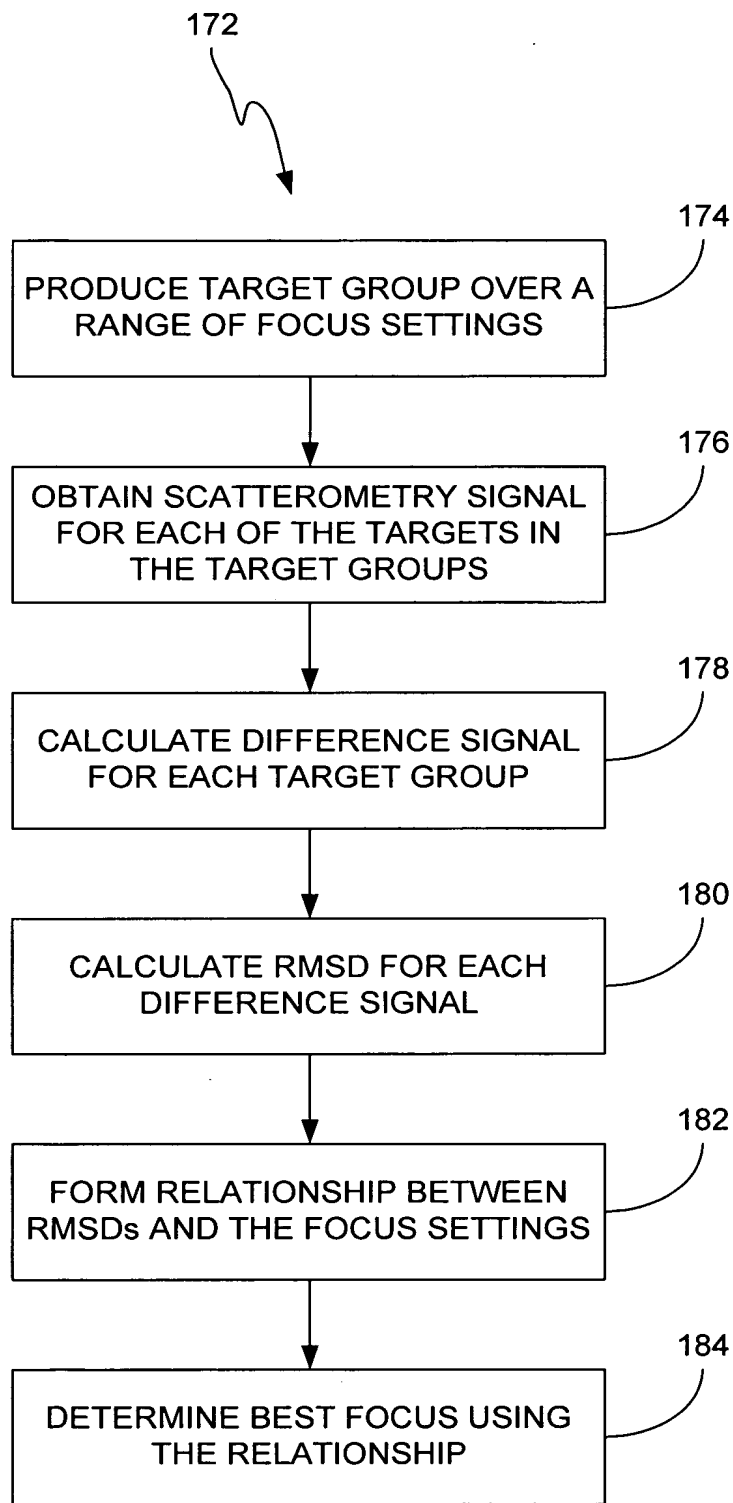 172
174
PRODUCE TARGET GROUP OVER A
RANGE OF FOCUS SETTINGS
176
OBTAIN SCATTEROMETRY SIGNAL
FOR EACH OF THE TARGETS IN
THE TARGET GROUPS
178
CALCULATE DIFFERENCE SIGNAL
FOR EACH TARGET GROUP
180
CALCULATE RMSD FOR EACH
DIFFERENCE SIGNAL
182
FORM RELATIONSHIP BETWEEN
RMSDs AND THE FOCUS SETTINGS
184
DETERMINE BEST FOCUS USING
THE RELATIONSHIP